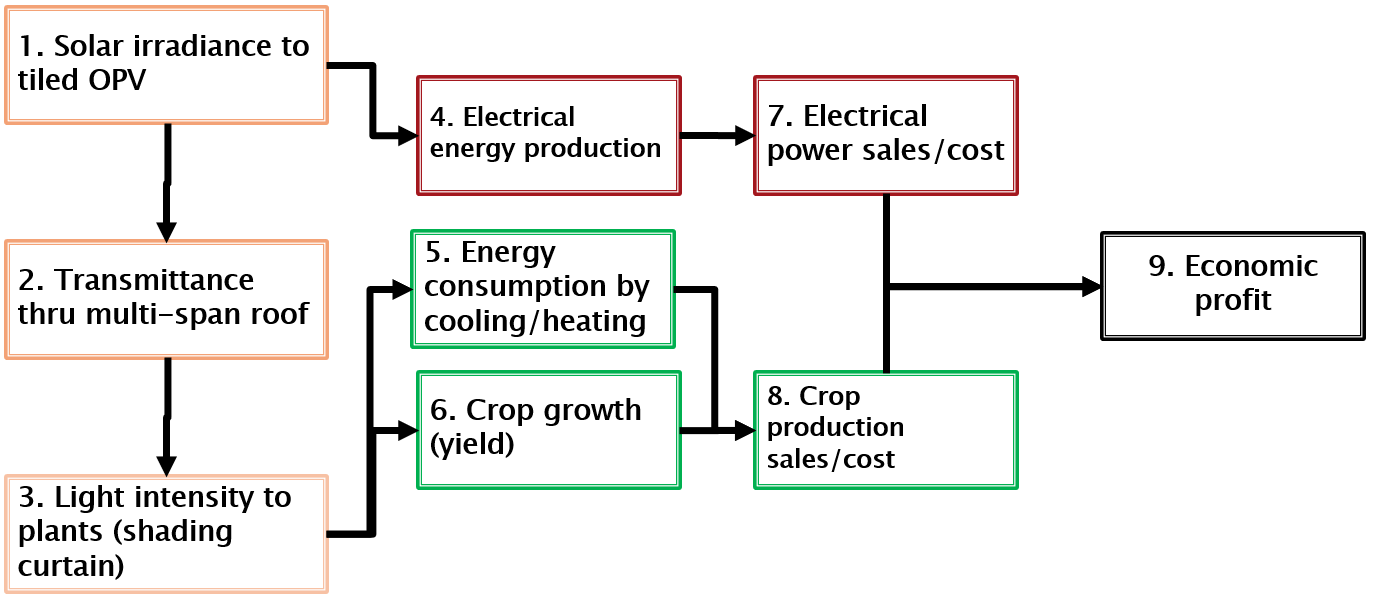 1. Solar irradiance to
tiled OPV
2. Transmittance
thru multi-span roof
3. Light intensity to
plants (shading
curtain)
4. Electrical
energy production
5. Energy
consumption by
cooling/heating
6. Crop growth
(yield)
7. Electrical
power sales/cost
8. Crop
production
sales/cost
9. Economic
profit